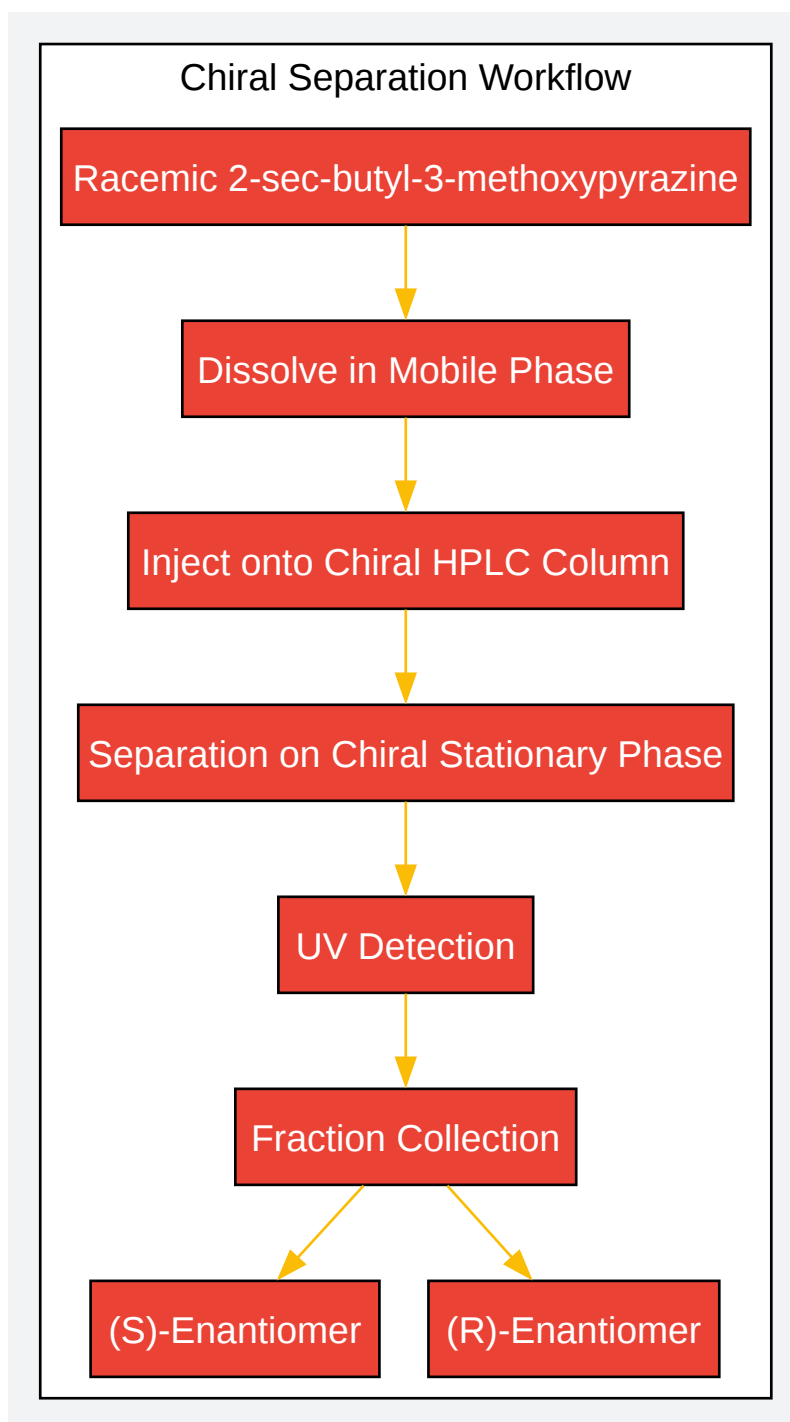 Chiral Separation Workflow
Racemic 2-sec-butyl-3-methoxypyrazine
Dissolve in Mobile Phase
Inject onto Chiral HPLC Column
Separation on Chiral Stationary Phase
UV Detection
Fraction Collection
(S)-Enantiomer
(R)-Enantiomer